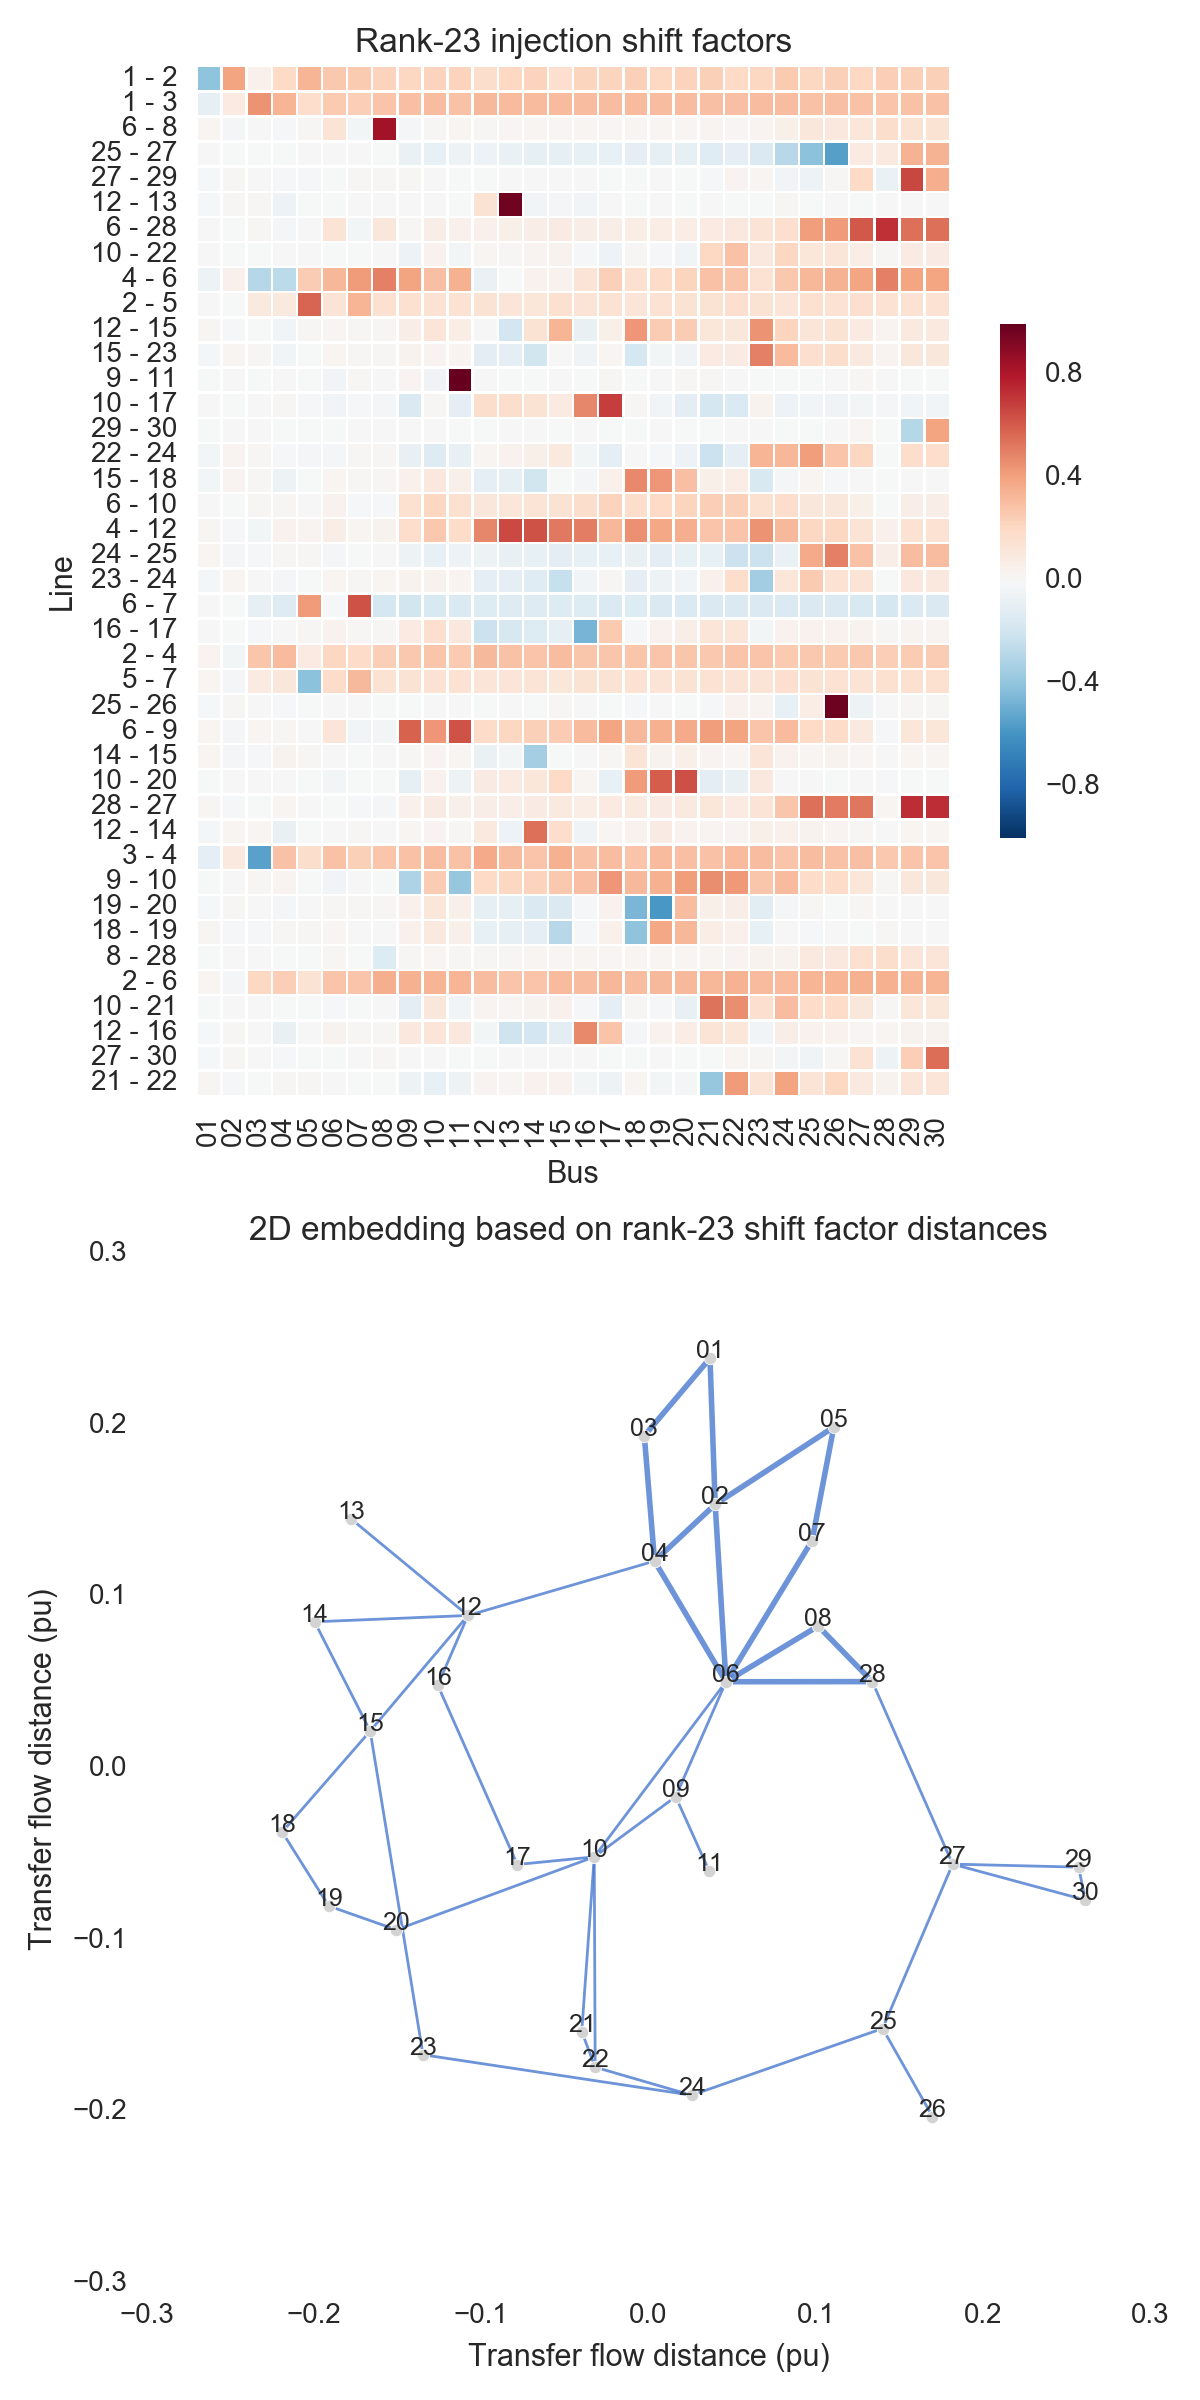 Rank-23 injection shift factors
1 - 2
1 - 3
6 - 8
25 - 27
27 - 29
12 - 13
6 - 28
10 - 22
4 - 6
2 - 5
12 - 15
15 - 23
9 - 11
10 - 17
29 - 30
22 - 24
15 - 18
6 - 10
4 - 12
24 - 25
23 - 24
6 - 7
16 - 17
2 - 4
5 - 7
25 - 26
6 - 9
14 - 15
10 - 20
28 - 27
12 - 14
3 - 4
9 - 10
19 - 20
18 - 19
8 - 28
2 - 6
10 - 21
12 - 16
27 - 30
21 - 22
Line
01 02 03 04 05 06 07 08 09 10 11 12 13 14 15 16 17 18 19 20 21 22 23 24 25 26 27 28 29 30
Bus
0.8
0.4
0.0
−0.4
−0.8
2D embedding based on rank-23 shift factor distances
0.3
0.2
0.1
0.0
−0.1
−0.2
−0.3
Transfer flow distance (pu)
01
05
03
02
13
07
04
12
14
08
16
06
28
15
09
18
10
17
27
11
29
30
19
20
21
25
23
22
24
26
−0.3 −0.2 −0.1 0.0 0.1 0.2 0.3
Transfer flow distance (pu)